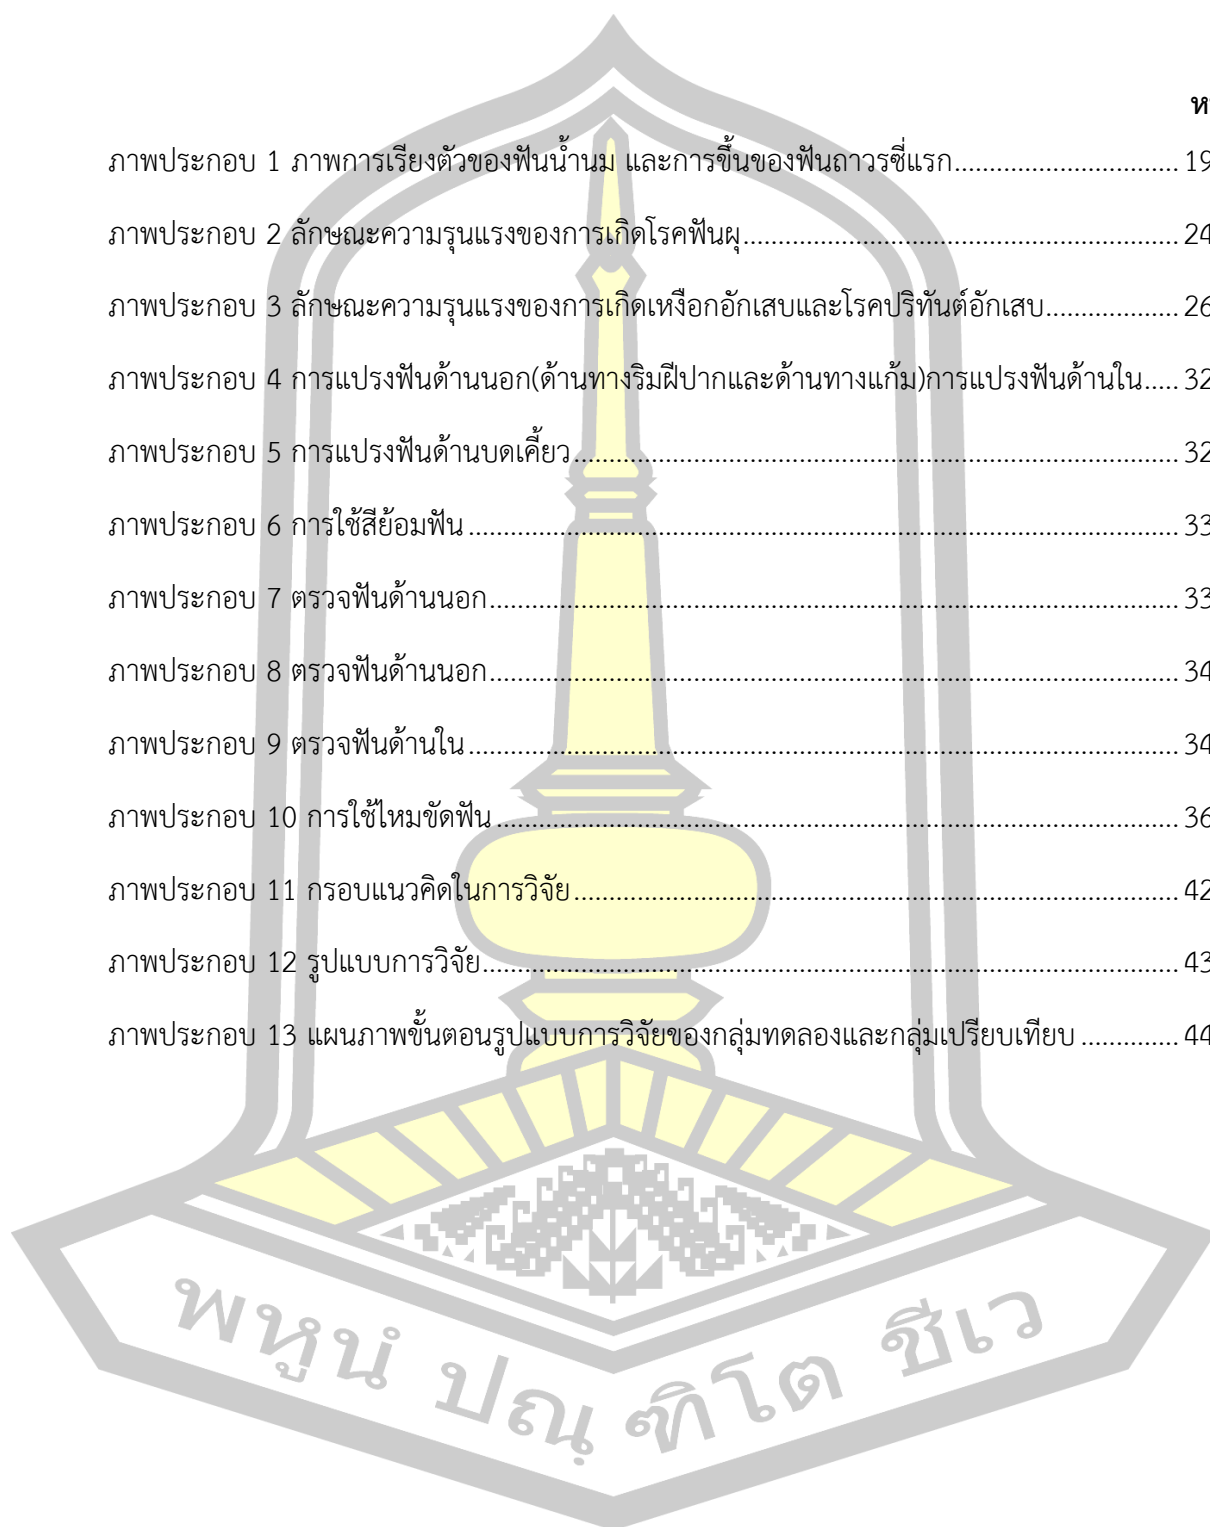 ห
ภาพประกอบ 1 ภาพการเรียงตัวของฟันน้ำนม และการขึ้นของฟันถาวรซี่แรก................................ 19
ภาพประกอบ 2 ลักษณะความรุนแรงของการเกิดโรคฟันผุ.............................................................. 24
ภาพประกอบ 3 ลักษณะความรุนแรงของการเกิดเหงือกอักเสบและโรคปริทันต์อักเสบ................... 26
ภาพประกอบ 4 การแปรงฟันด้านนอก(ด้านทางริมฝีปากและด้านทางแก้ม)การแปรงฟันด้านใน..... 32
ภาพประกอบ 5 การแปรงฟันด้านบดเคี้ยว...................................................................................... 32
ภาพประกอบ 6 การใช้สีย้อมฟัน..................................................................................................... 33
ภาพประกอบ 7 ตรวจฟันด้านนอก.................................................................................................. 33
ภาพประกอบ 8 ตรวจฟันด้านนอก.................................................................................................. 34
ภาพประกอบ 9 ตรวจฟันด้านใน..................................................................................................... 34
ภาพประกอบ 10 การใช้ไหมขัดฟัน................................................................................................. 36
ภาพประกอบ 11 กรอบแนวคิดในการวิจัย...................................................................................... 42
ภาพประกอบ 12 รูปแบบการวิจัย................................................................................................... 43
ภาพประกอบ 13 แผนภาพขั้นตอนรูปแบบการวิจัยของกลุ่มทดลองและกลุ่มเปรียบเทียบ.............. 44
พหูนํ ปณฺฑิโต ชีเว